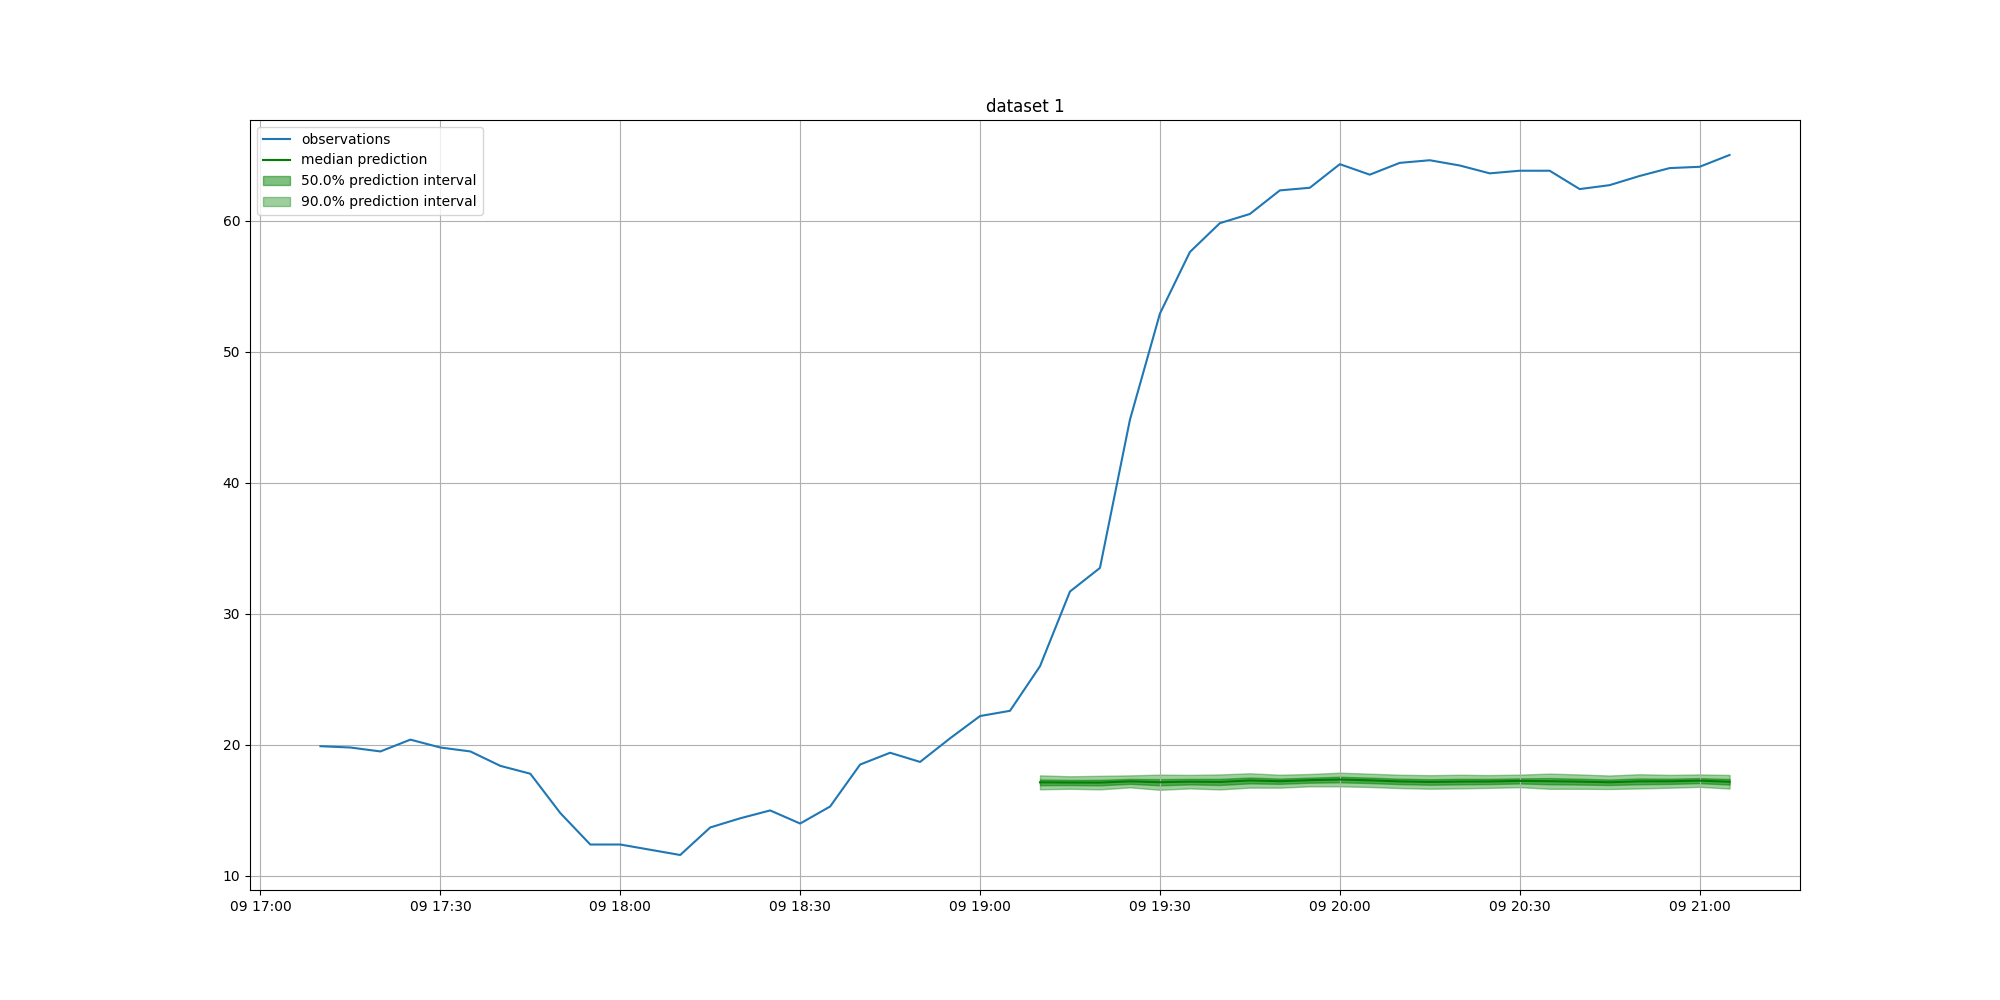 dataset 1
observations
median prediction
50.0% prediction interval
90.0% prediction interval
60
50
40
30
20
10
09 17:00 09 17:30 09 18:00 09 18:30 09 19:00 09 19:30 09 20:00 09 20:30 09 21:00